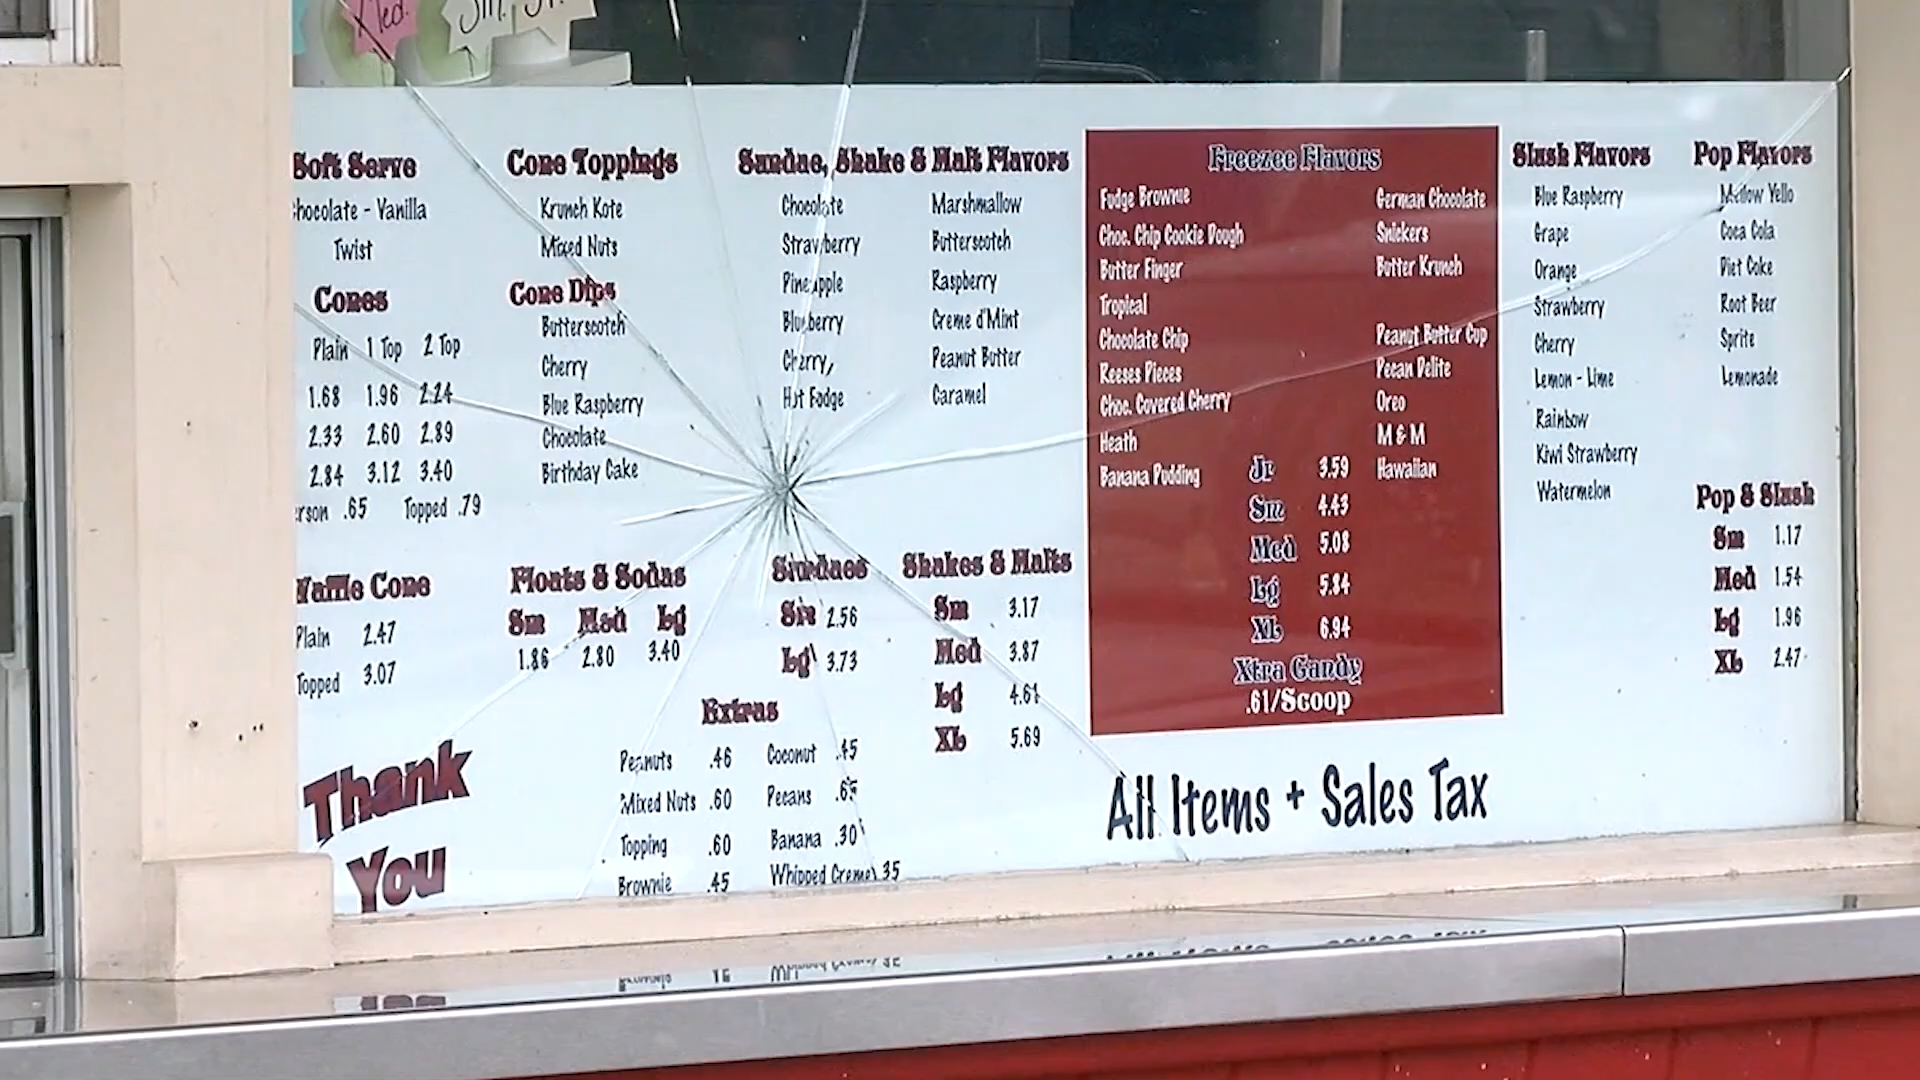 Med.
Sm. Jr.
Soft Serve
Chocolate - Vanilla
Twist
Cones
Plain 1 Top 2 Top
1.68 1.96 2.24
2.33 2.60 2.89
2.84 3.12 3.40
.65 Topped .79
Waffle Cone
Plain 2.47
Topped 3.07
Thank
You
Cone Toppings
Krunch Kote
Mixed Nuts
Cone Dips
Butterscotch
Cherry
Blue Raspberry
Chocolate
Birthday Cake
Floats & Sodas
Sm Med Lg
1.86 2.80 3.40
Sundae, Shake & Malt Flavors
Chocolate Marshmallow
Strawberry Butterscotch
Pineapple Raspberry
Blueberry Creme d'Mint
Cherry, Peanut Butter
Hot Fudge Caramel
Sundaes
Sm 2.56
Lg 3.73
Shakes & Malts
Sm 3.17
Med 3.87
Lg 4.61
XL 5.69
Extras
Peanuts .46 Coconut .45
Mixed Nuts .60 Pecans .65
Topping .60 Banana .30
Brownie .45 Whipped Creme .35
Freezee Flavors
Fudge Brownie German Chocolate
Choc. Chip Cookie Dough Snickers
Butter Finger Butter Krunch
Tropical
Chocolate Chip Peanut Butter Cup
Reeses Pieces Pecan Delite
Choc. Covered Cherry Oreo
Heath M & M
Banana Pudding Hawaiian
Jr 3.59
Sm 4.43
Med 5.08
Lg 5.84
XL 6.94
Xtra Candy
.61/Scoop
All Items + Sales Tax
Slush Flavors
Blue Raspberry
Grape
Orange
Strawberry
Cherry
Lemon - Lime
Rainbow
Kiwi Strawberry
Watermelon
Pop Flavors
Mellow Yello
Coca Cola
Diet Coke
Root Beer
Sprite
Lemonade
Pop & Slush
Sm 1.17
Med 1.54
Lg 1.96
XL 2.47